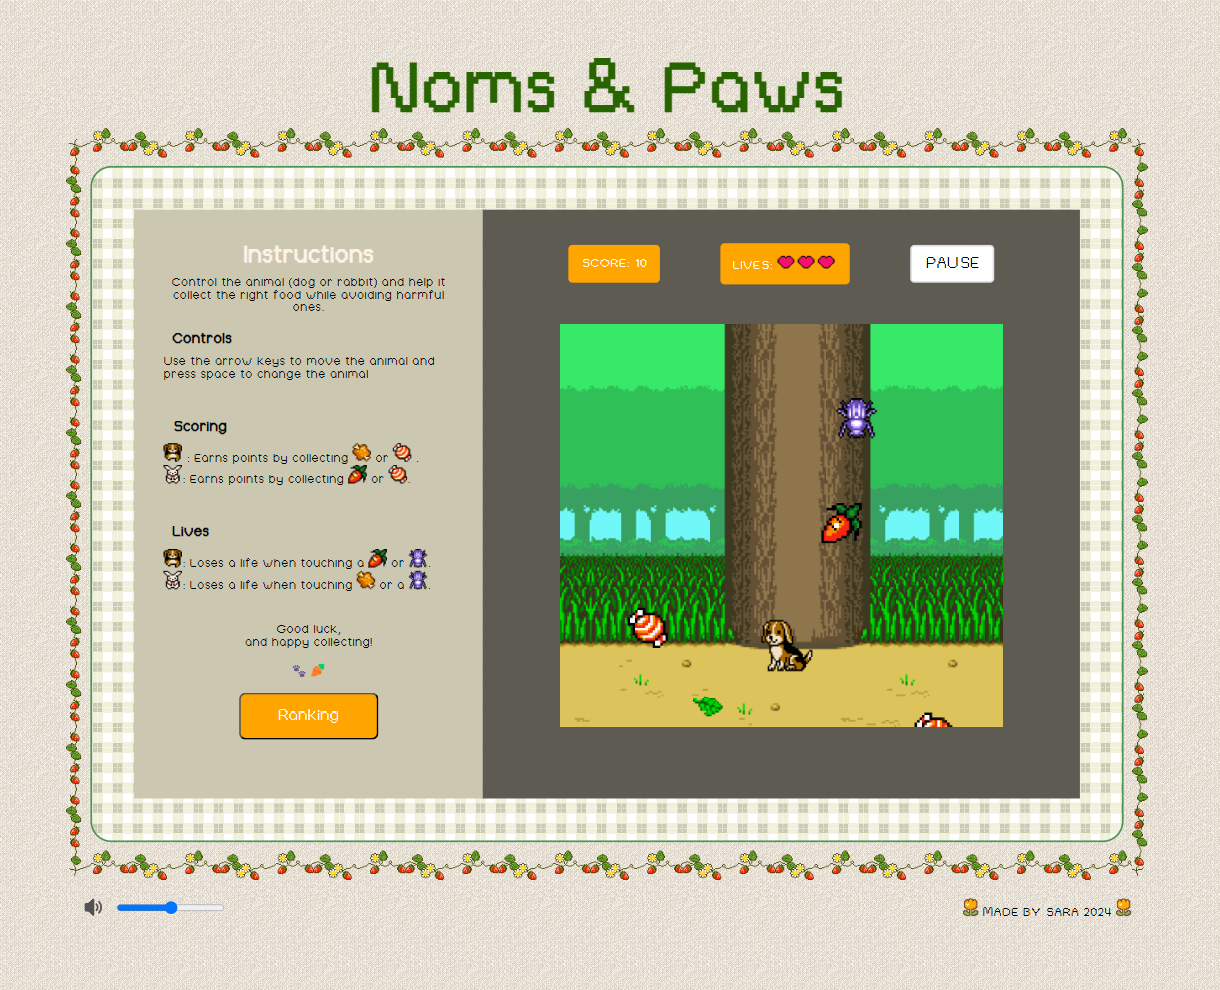 Noms & Paws
Instructions
Control the animal (dog or rabbit) and help it
collect the right food while avoiding harmful
ones.
Controls
Use the arrow keys to move the animal and
press space to change the animal
Scoring
: Earns points by collecting or .
: Earns points by collecting or .
Lives
: Loses a life when touching a or .
: Loses a life when touching or a .
Good luck,
and happy collecting!
Ranking
SCORE: 10
LIVES:
PAUSE
MADE BY SARA 2024